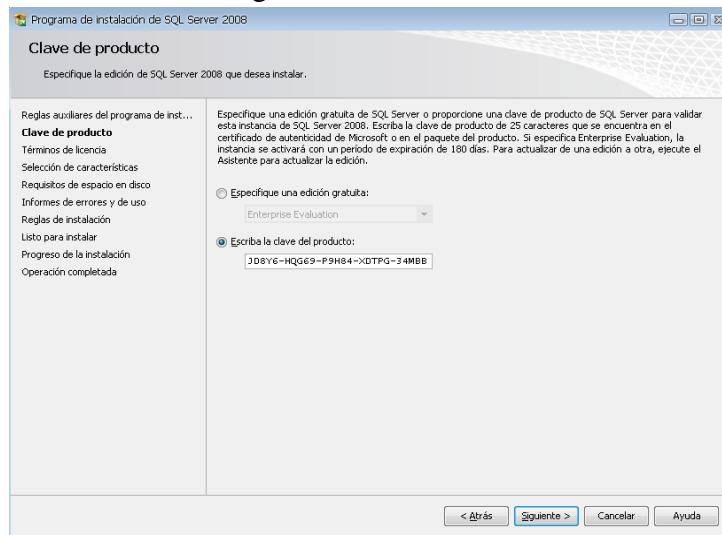 Programa de instalación de SQL Server 2008
Clave de producto
Especifique la edición de SQL Server 2008 que desea instalar.
Reglas auxiliares del programa de inst...
Clave de producto
Términos de licencia
Selección de características
Requisitos de espacio en disco
Informes de errores y de uso
Reglas de instalación
Listo para instalar
Progreso de la instalación
Operación completada
Especifique una edición gratuita de SQL Server o proporcione una clave de producto de SQL Server para validar
esta instancia de SQL Server 2008. Escriba la clave de producto de 25 caracteres que se encuentra en el
certificado de autenticidad de Microsoft o en el paquete del producto. Si especifica Enterprise Evaluation, la
instancia se activará con un período de expiración de 180 días. Para actualizar de una edición a otra, ejecute el
Asistente para actualizar la edición.
Especifique una edición gratuita:
Enterprise Evaluation
Escriba la clave del producto:
JD8Y6-HQG69-P9H84-XDTPG-34MBB
< Atrás
Siguiente >
Cancelar
Ayuda